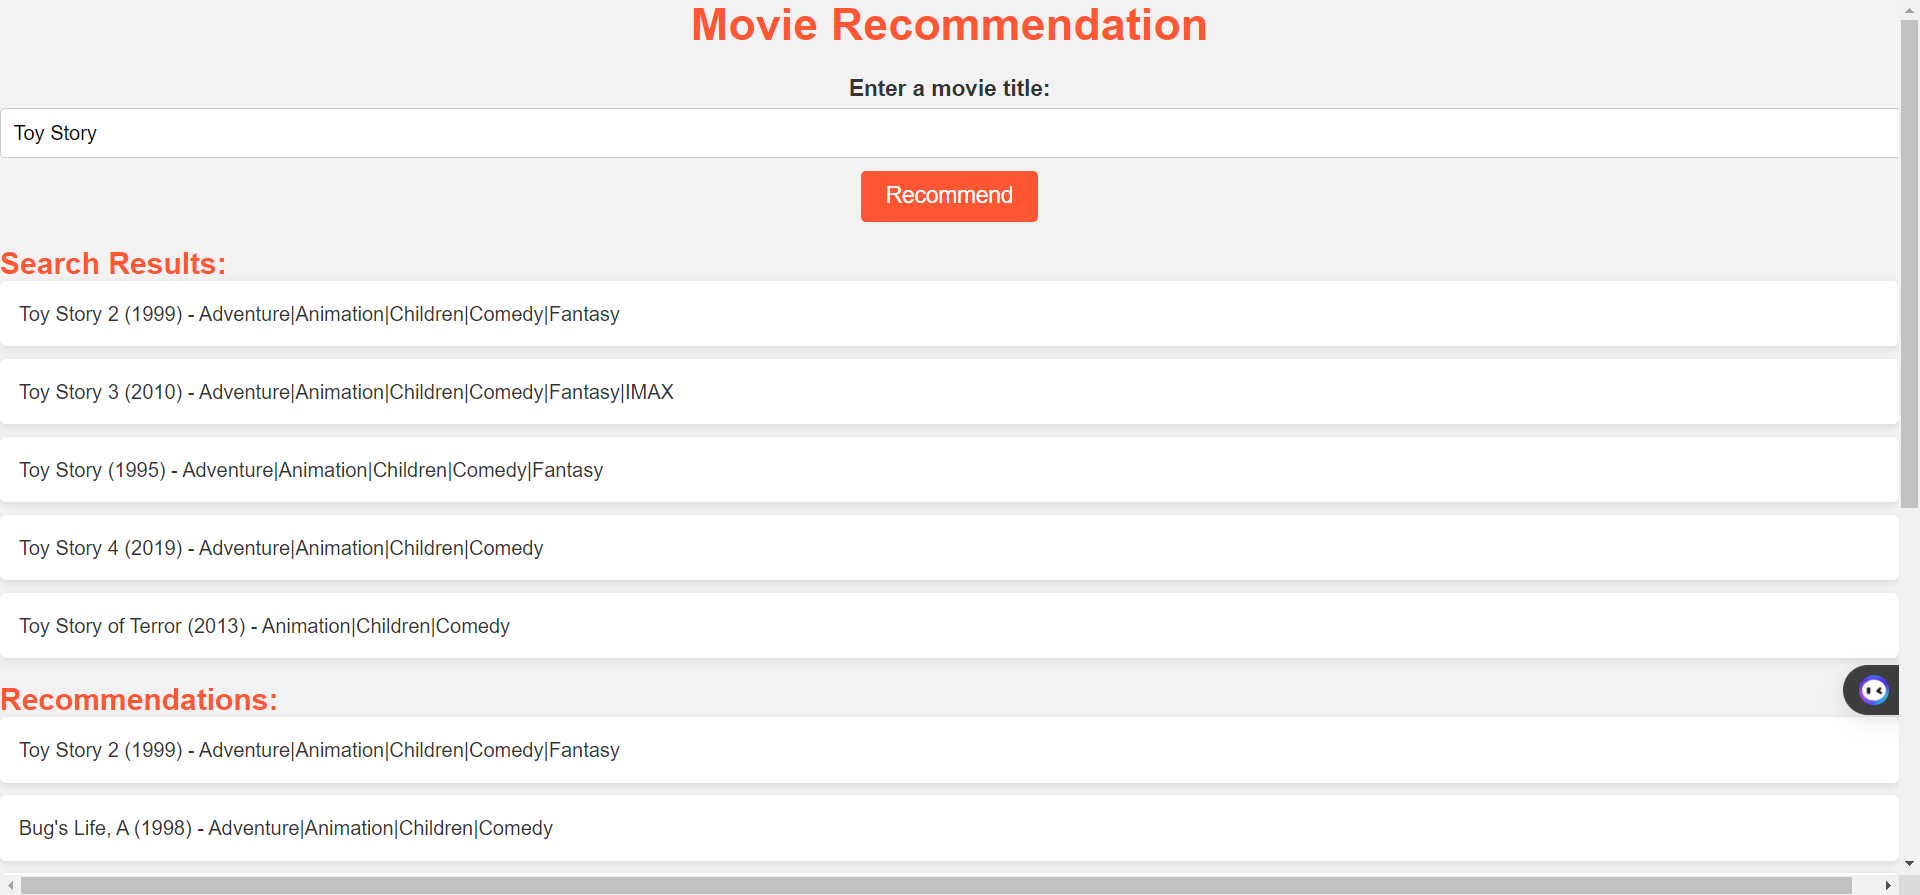 Movie Recommendation
Enter a movie title:
Toy Story
Recommend
Search Results:
Toy Story 2 (1999) - Adventure|Animation|Children|Comedy|Fantasy
Toy Story 3 (2010) - Adventure|Animation|Children|Comedy|Fantasy|IMAX
Toy Story (1995) - Adventure|Animation|Children|Comedy|Fantasy
Toy Story 4 (2019) - Adventure|Animation|Children|Comedy
Toy Story of Terror (2013) - Animation|Children|Comedy
Recommendations:
Toy Story 2 (1999) - Adventure|Animation|Children|Comedy|Fantasy
Bug's Life, A (1998) - Adventure|Animation|Children|Comedy